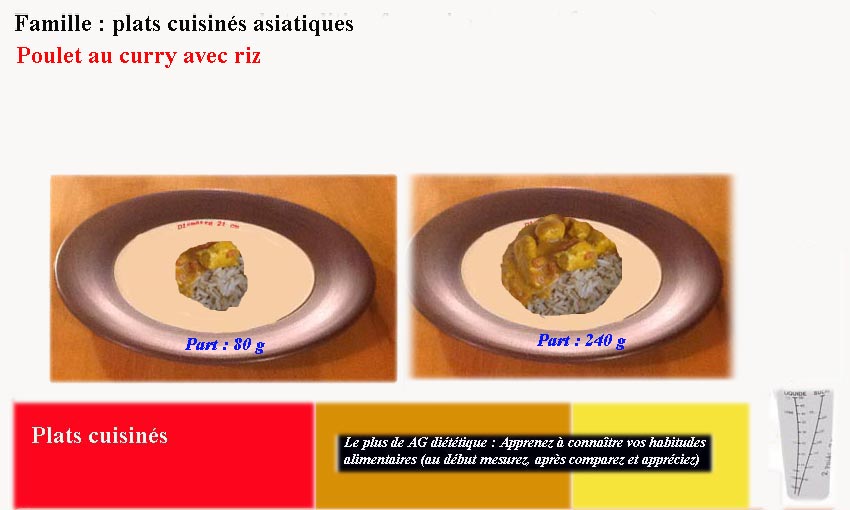 Famille : plats cuisinés asiatiques
Poulet au curry avec riz
Diamètre 21 cm
Part : 80 g
Part : 240 g
Plats cuisinés
Le plus de AG diététique : Apprenez à connaître vos habitudes
alimentaires (au début mesurez, après comparez et appréciez)
LIQUIDE